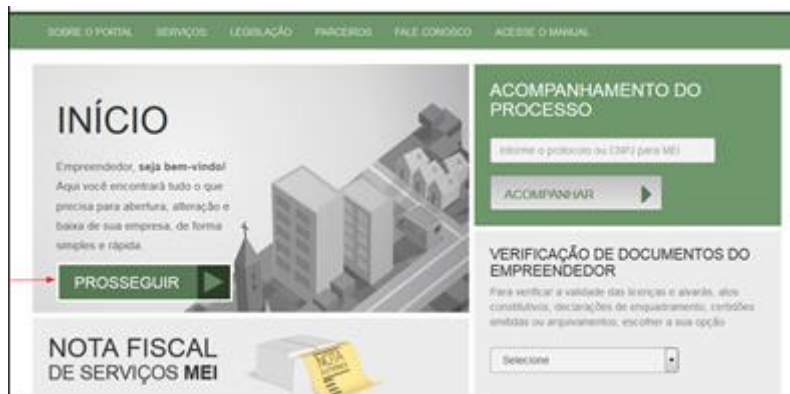 SOBRE O PORTAL SERVIÇOS LEGISLAÇÃO PARCEIROS FALE CONOSCO ACESSE O MANUAL
INÍCIO
Empreendedor, seja bem-vindo!
Aqui você encontrará tudo o que
precisa para abertura, alteração e
baixa de sua empresa, de forma
simples e rápida.
PROSSEGUIR
NOTA FISCAL
DE SERVIÇOS MEI
NOTA
ACOMPANHAMENTO DO
PROCESSO
Informe o protocolo ou CNPJ para MEI
ACOMPANHAR
VERIFICAÇÃO DE DOCUMENTOS DO
EMPREENDEDOR
Para verificar a validade das licenças e alvarás, atos
constitutivos, declarações de enquadramento, certidões
emitidas ou arquivamentos, escolher a sua opção
Selecione